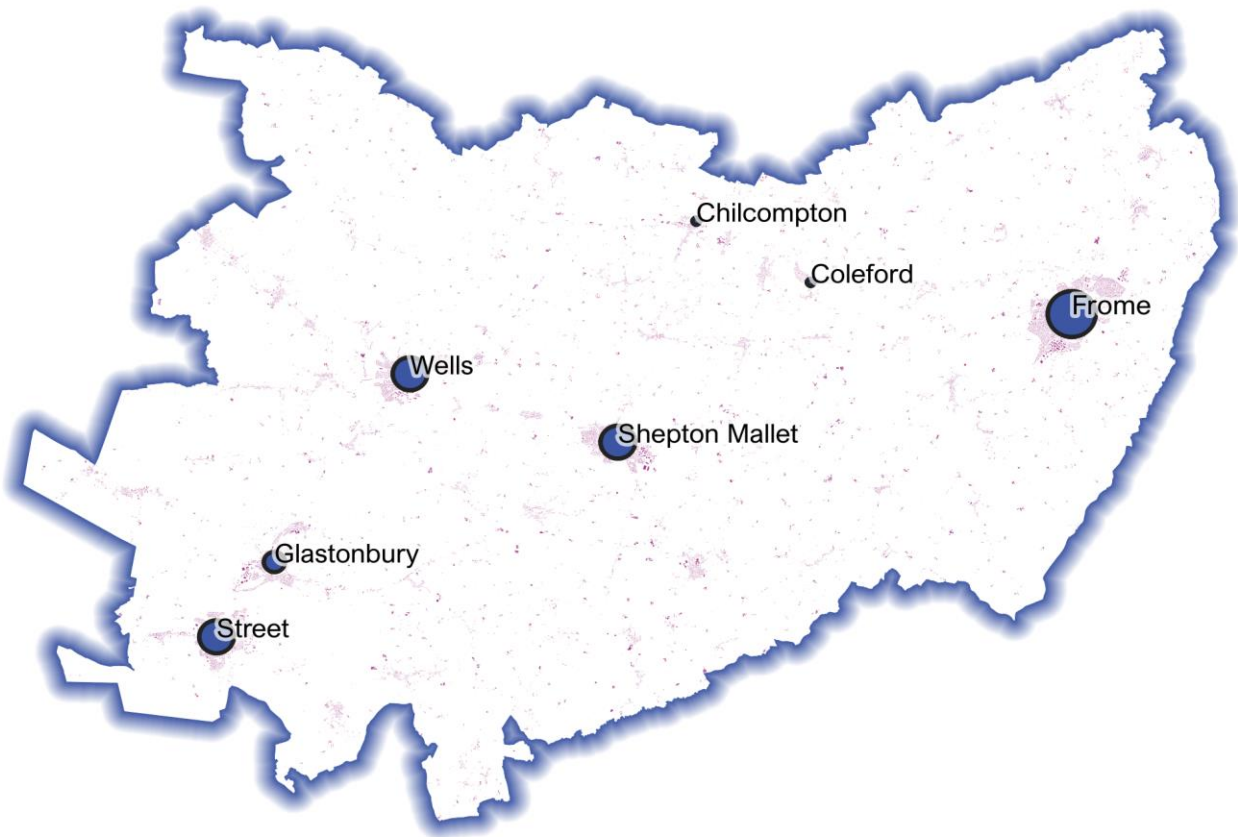 Chilcompton
Coleford
Frome
Wells
Shepton Mallet
Glastonbury
Street